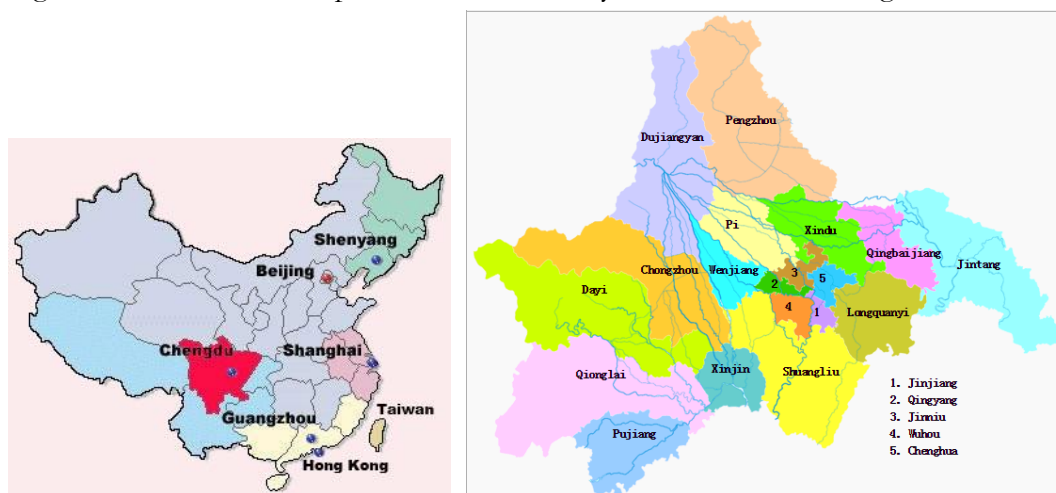 Shenyang
Beijing
Chengdu
Shanghai
Guangzhou
Taiwan
Hong Kong
Pengzhou
Dujiangyan
Pi
Xindu
Qingbaijiang
Jintang
Chongzhou
Wenjiang
Dayi
3
5
2
4
1
Longquanyi
Qionglai
Xinjin
Shuangliu
Pujiang
1. Jinjiang
2. Qingyang
3. Jinniu
4. Wuhou
5. Chenghua